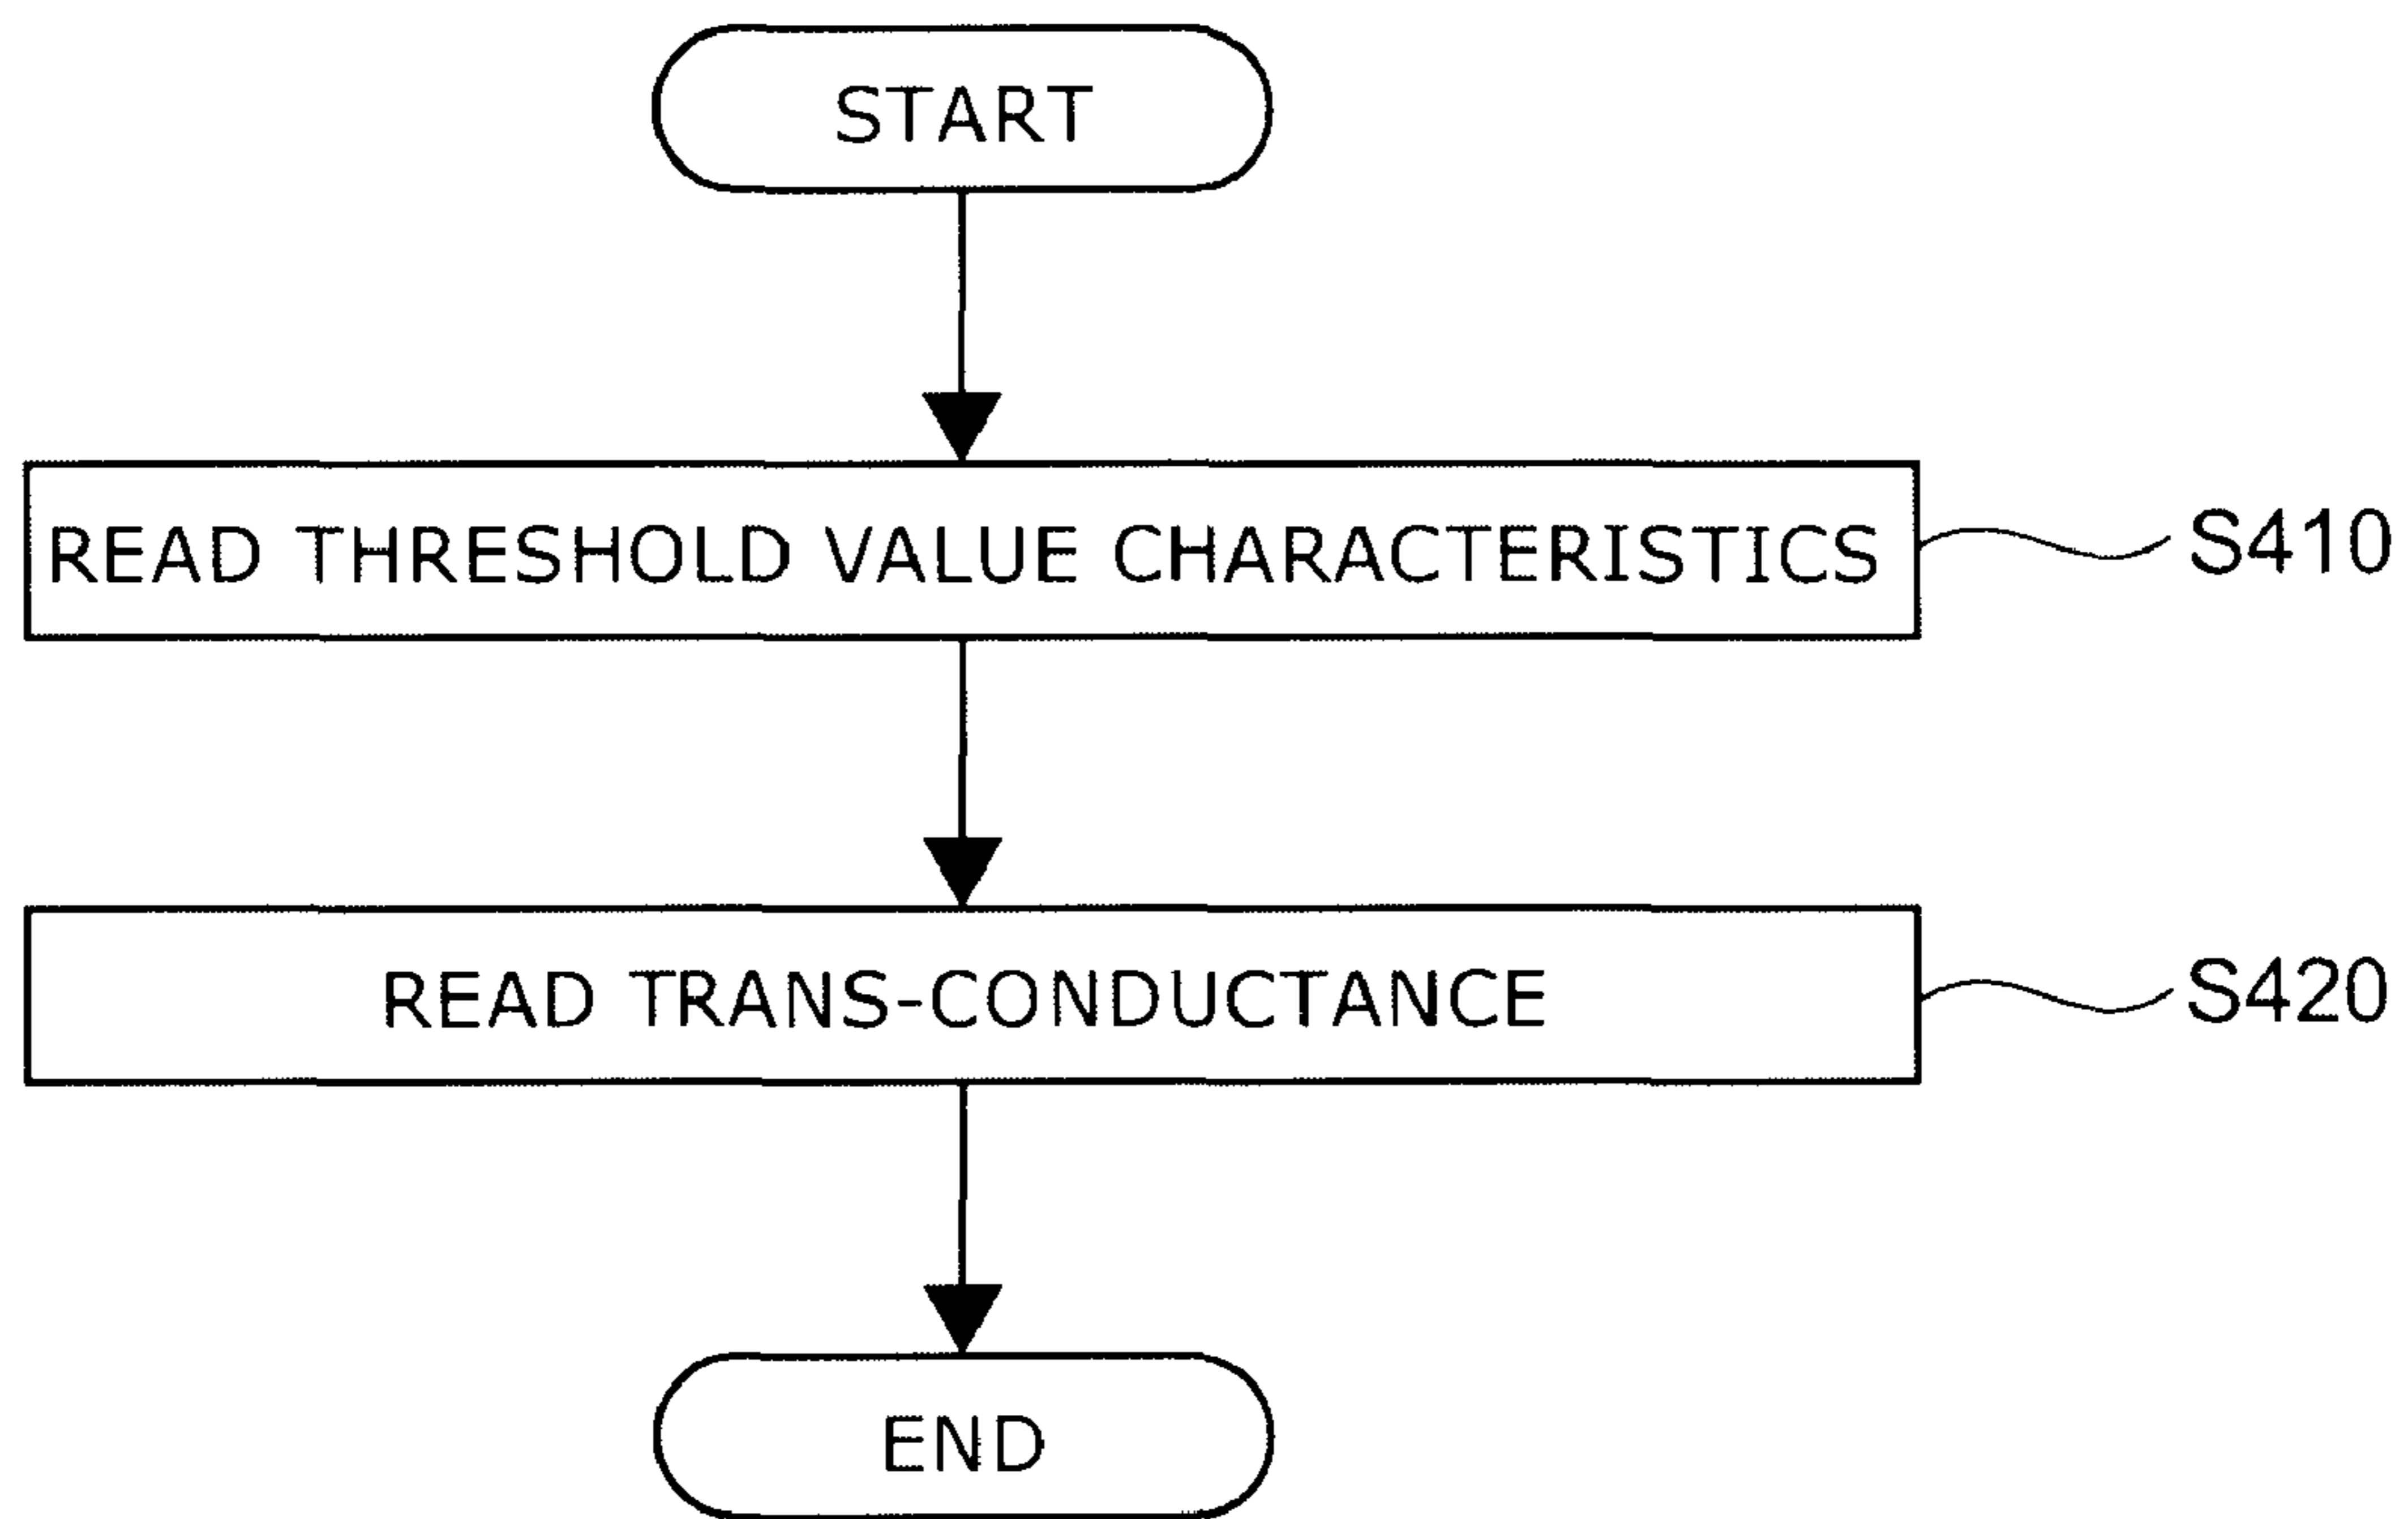 START
READ THRESHOLD VALUE CHARACTERISTICS
S410
READ TRANS-CONDUCTANCE
S420
END